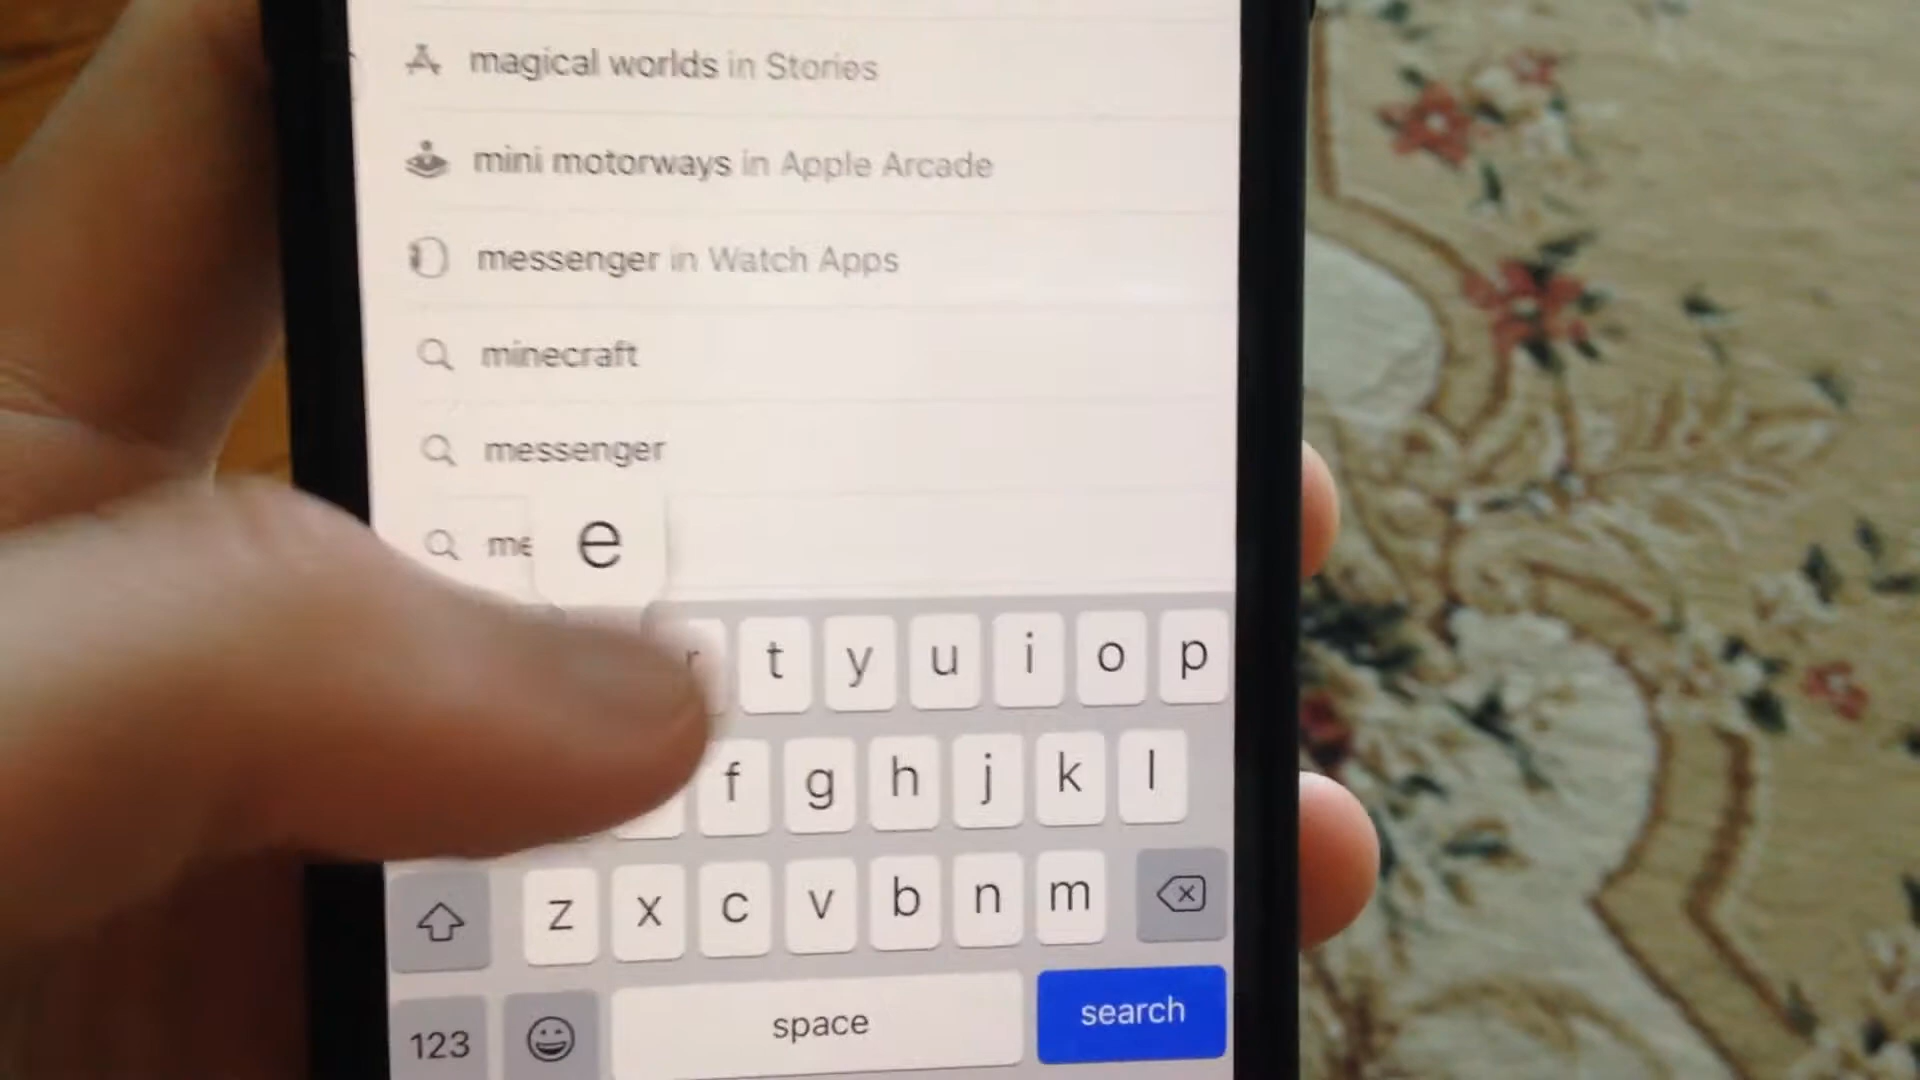 magical worlds in Stories
mini motorways in Apple Arcade
messenger in Watch Apps
minecraft
messenger
me
e
r t y u i o p
f g h j k l
z x c v b n m
123 space search